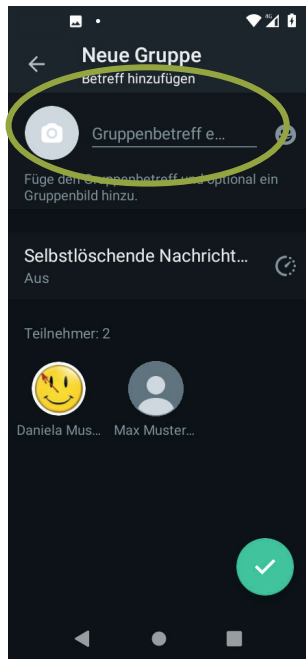 4G
Neue Gruppe
Betreff hinzufügen
Gruppenbetreff e...
Füge den Gruppenbetreff und optional ein
Gruppenbild hinzu.
Selbstlöschende Nachricht...
Aus
Teilnehmer: 2
Daniela Mus... Max Muster...